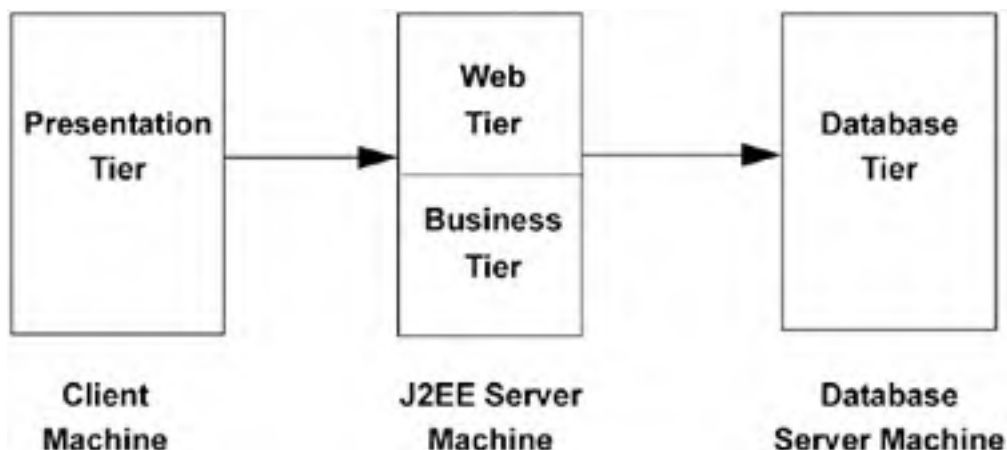 Presentation
Tier
Web
Tier
Business
Tier
Database
Tier
Client
Machine
J2EE Server
Machine
Database
Server Machine